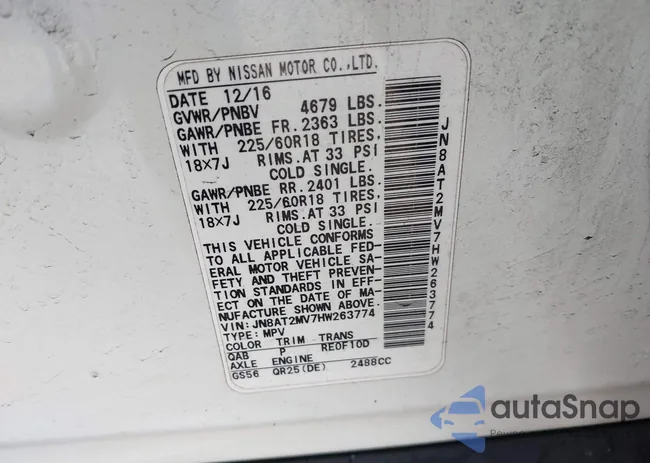 MFD BY NISSAN MOTOR CO.,LTD.
DATE 12/16
GVWR/PNBV 4679 LBS.
GAWR/PNBE FR. 2363 LBS.
WITH 225/60R18 TIRES,
18X7J RIMS.AT 33 PSI
COLD SINGLE.
GAWR/PNBE RR. 2401 LBS.
WITH 225/60R18 TIRES,
18X7J RIMS.AT 33 PSI
COLD SINGLE.
THIS VEHICLE CONFORMS
TO ALL APPLICABLE FED-
ERAL MOTOR VEHICLE SA-
FETY AND THEFT PREVEN-
TION STANDARDS IN EFF-
ECT ON THE DATE OF MA-
NUFACTURE SHOWN ABOVE.
VIN: JN8AT2MV7HW263774
TYPE: MPV
COLOR TRIM TRANS
QAB P RE0F10D
AXLE ENGINE
GS56 QR25(DE) 2488CC
JN8AT2MV7HW263774
autoSnap
Powered